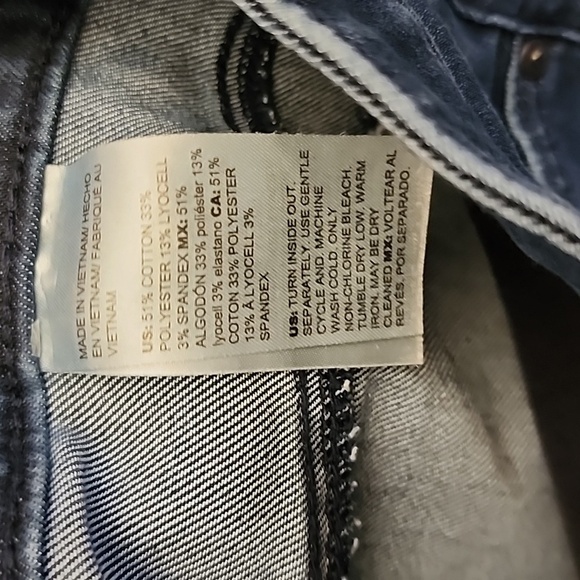 MADE IN VIETNAM/ HECHO
EN VIETNAM/ FABRIQUÉ AU
VIETNAM
US: 51% COTTON 33%
POLYESTER 13% LYOCELL
3% SPANDEX MX: 51%
ALGODÓN 33% poliéster 13%
lyocell 3% elastano CA: 51%
COTON 33% POLYESTER
13% ÂLYOCELL 3%
SPANDEX
US: TURN INSIDE OUT.
SEPARATELY. USE GENTLE
CYCLE AND. MACHINE
WASH COLD. ONLY
NON-CHLORINE BLEACH.
TUMBLE DRY LOW. WARM
IRON. MAY BE DRY
CLEANED MX: VOLTEAR AL
REVÉS. POR SEPARADO.